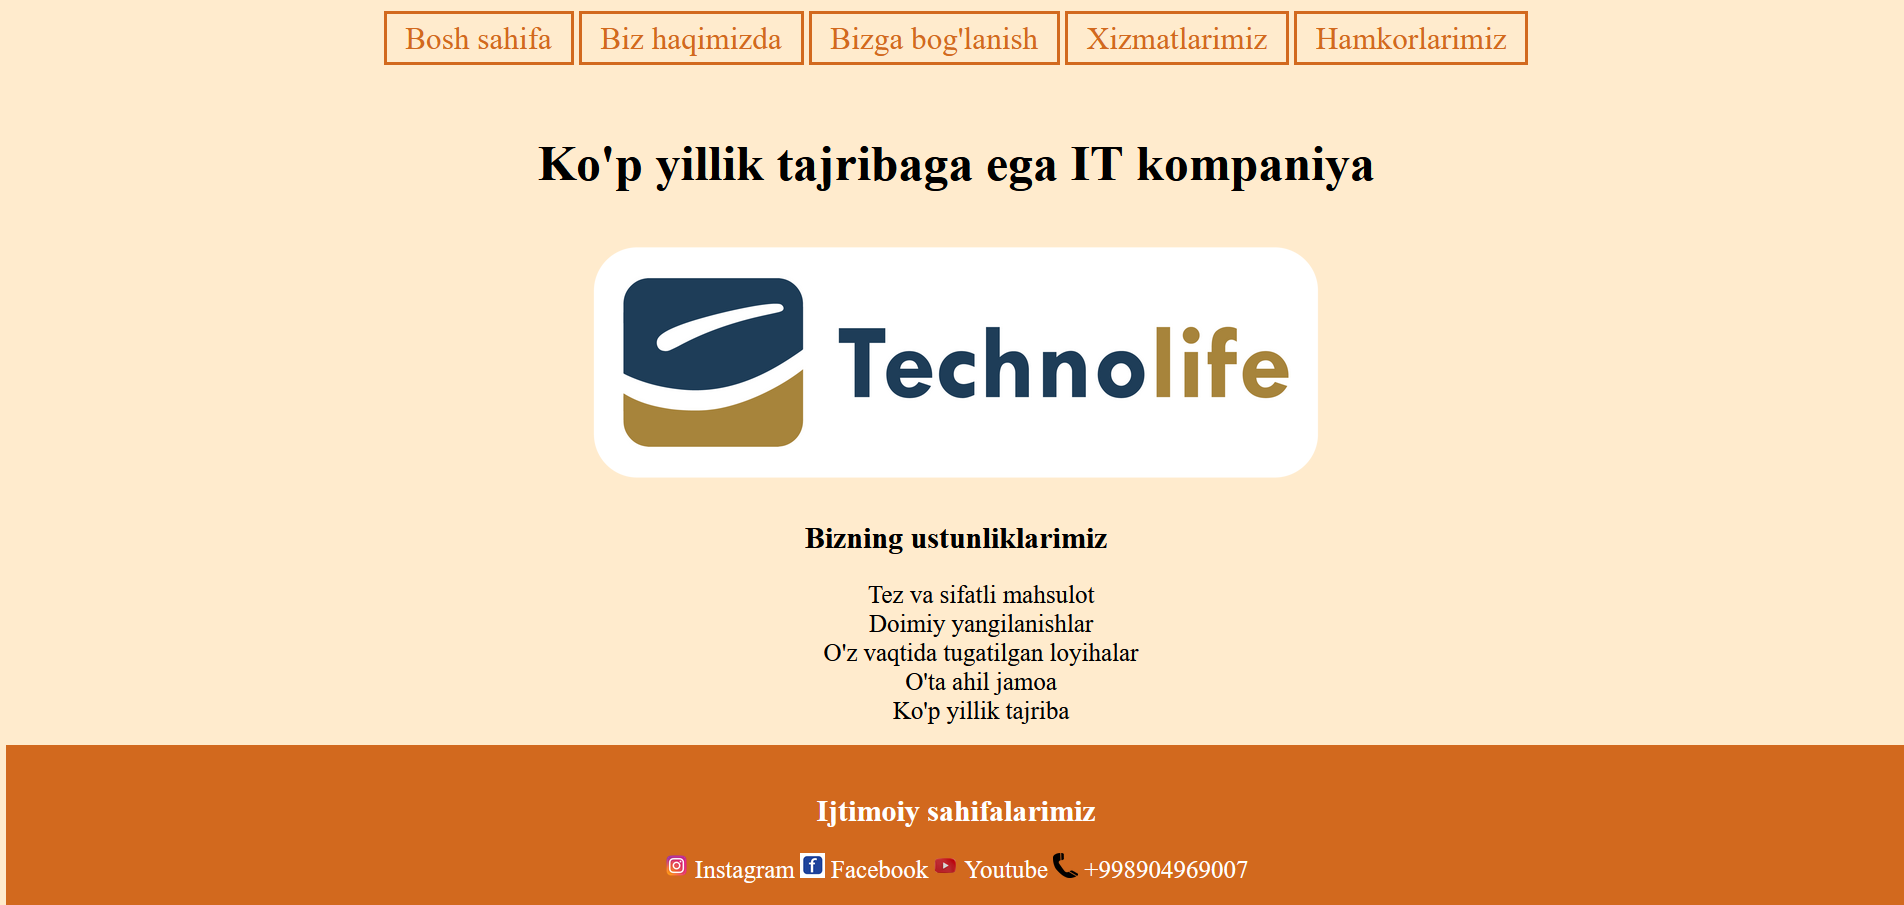 Bosh sahifa Biz haqimizda Bizga bog'lanish Xizmatlarimiz Hamkorlarimiz
Ko'p yillik tajribaga ega IT kompaniya
Technolife
Bizning ustunliklarimiz
Tez va sifatli mahsulot
Doimiy yangilanishlar
O'z vaqtida tugatilgan loyihalar
O'ta ahil jamoa
Ko'p yillik tajriba
Ijtimoiy sahifalarimiz
Instagram Facebook Youtube +998904969007